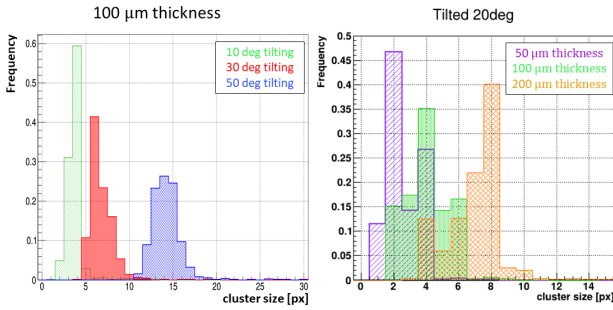 100 μm thickness
Frequency
0.6
0.5
0.4
0.3
0.2
0.1
0
10 deg tilting
30 deg tilting
50 deg tilting
0 5 10 15 20 25 30
cluster size [px]
Tilted 20deg
Frequency
0.5
0.45
0.4
0.35
0.3
0.25
0.2
0.15
0.1
0.05
0
50 μm thickness
100 μm thickness
200 μm thickness
0 2 4 6 8 10 12 14
cluster size [px]